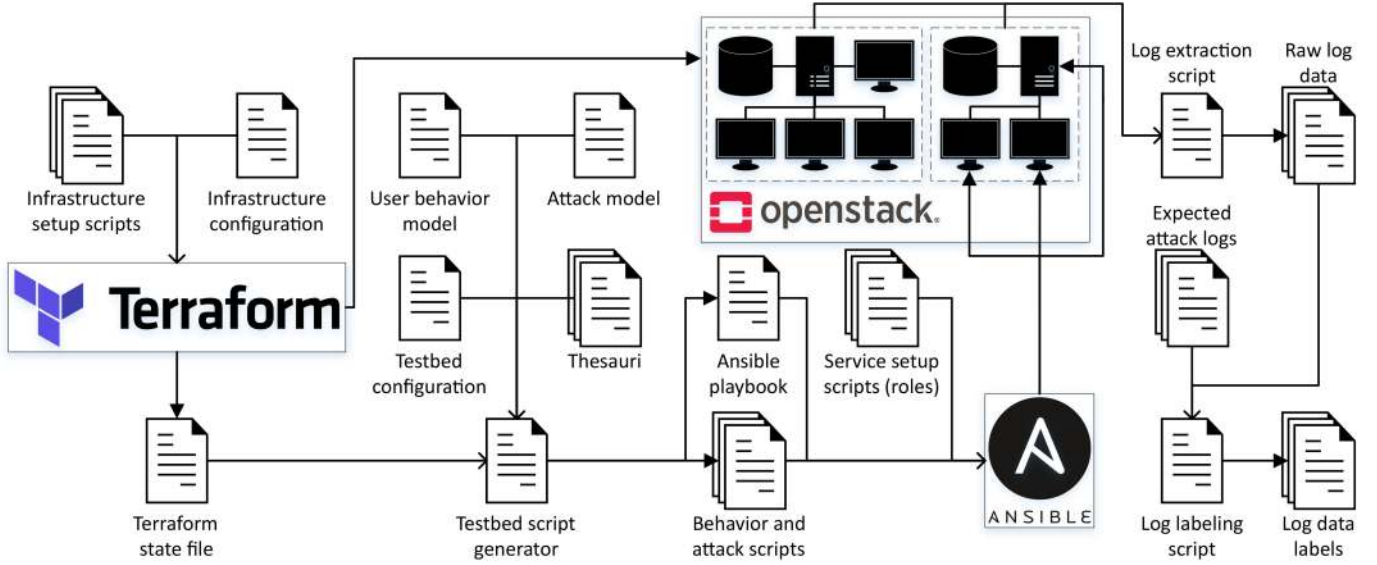 Log extraction
script
Raw log
data
Infrastructure
setup scripts
Infrastructure
configuration
User behavior
model
Attack model
openstack.
Expected
attack logs
Terraform
Testbed
configuration
Thesauri
Ansible
playbook
Service setup
scripts (roles)
ANSIBLE
Terraform
state file
Testbed script
generator
Behavior and
attack scripts
Log labeling
script
Log data
labels